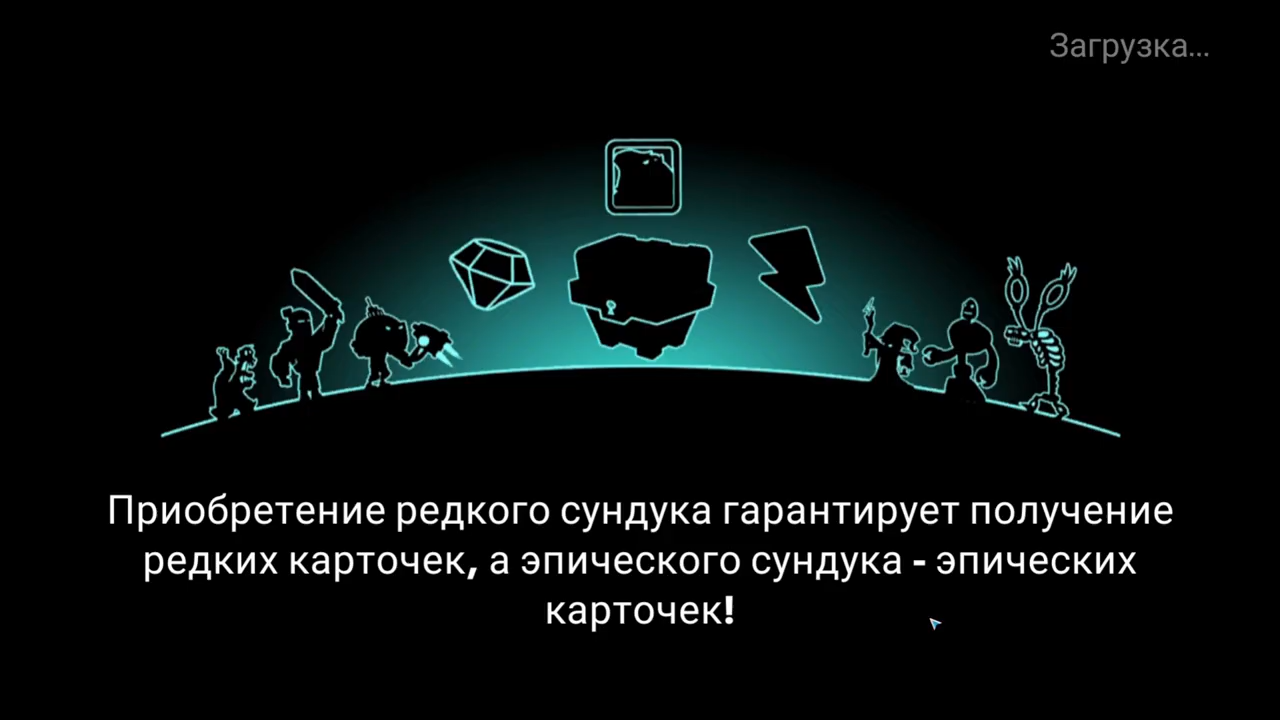 Загрузка...
Приобретение редкого сундука гарантирует получение
редких карточек, а эпического сундука - эпических
карточек!